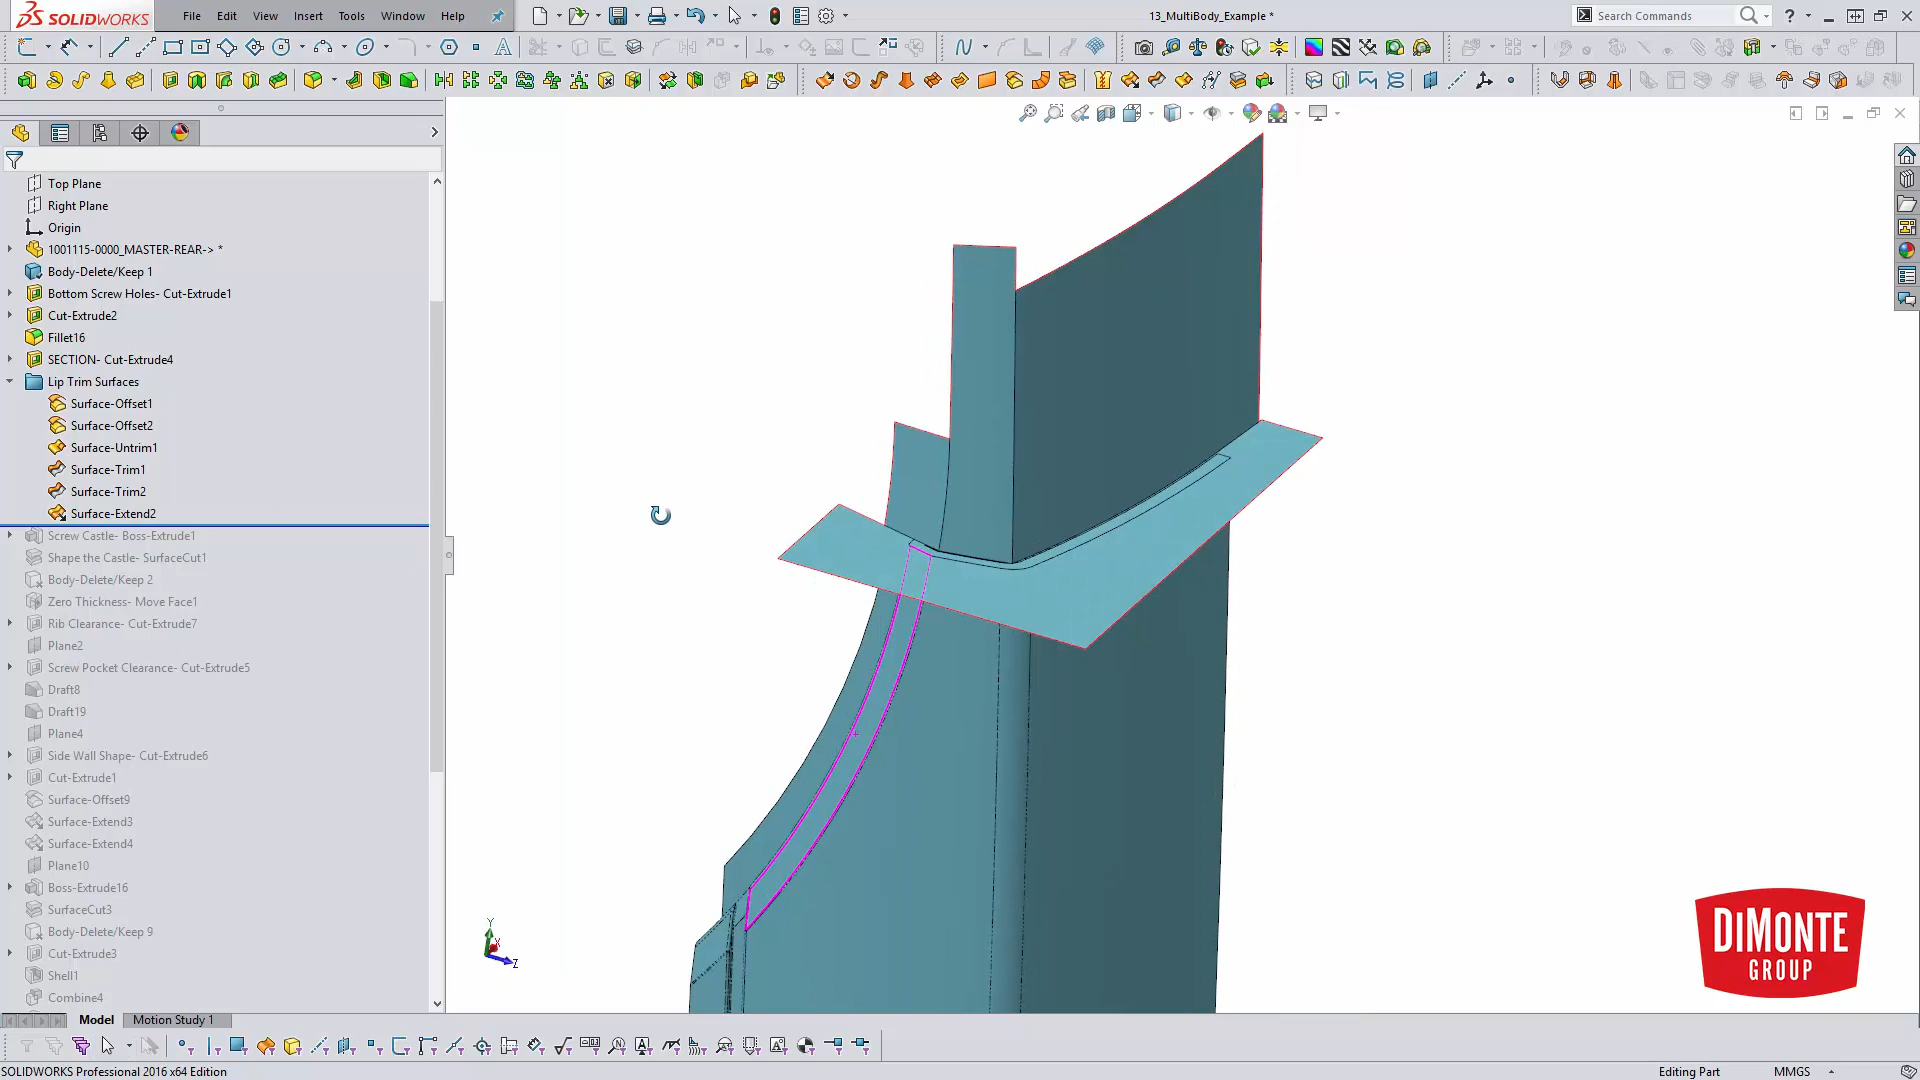 SOLIDWORKS
File
Edit
View
Insert
Tools
Window
Help
13_MultiBody_Example *
Search Commands
Top Plane
Right Plane
Origin
1001115-0000_MASTER-REAR-> *
Body-Delete/Keep 1
Bottom Screw Holes- Cut-Extrude1
Cut-Extrude2
Fillet16
SECTION- Cut-Extrude4
Lip Trim Surfaces
Surface-Offset1
Surface-Offset2
Surface-Untrim1
Surface-Trim1
Surface-Trim2
Surface-Extend2
Screw Castle- Boss-Extrude1
Shape the Castle- SurfaceCut1
Body-Delete/Keep 2
Zero Thickness- Move Face1
Rib Clearance- Cut-Extrude7
Plane2
Screw Pocket Clearance- Cut-Extrude5
Draft8
Draft19
Plane4
Side Wall Shape- Cut-Extrude6
Cut-Extrude1
Surface-Offset9
Surface-Extend3
Surface-Extend4
Plane10
Boss-Extrude16
SurfaceCut3
Body-Delete/Keep 9
Cut-Extrude3
Shell1
Combine4
Y
X
Z
DIMONTE
GROUP
Model
Motion Study 1
SOLIDWORKS Professional 2016 x64 Edition
Editing Part
MMGS